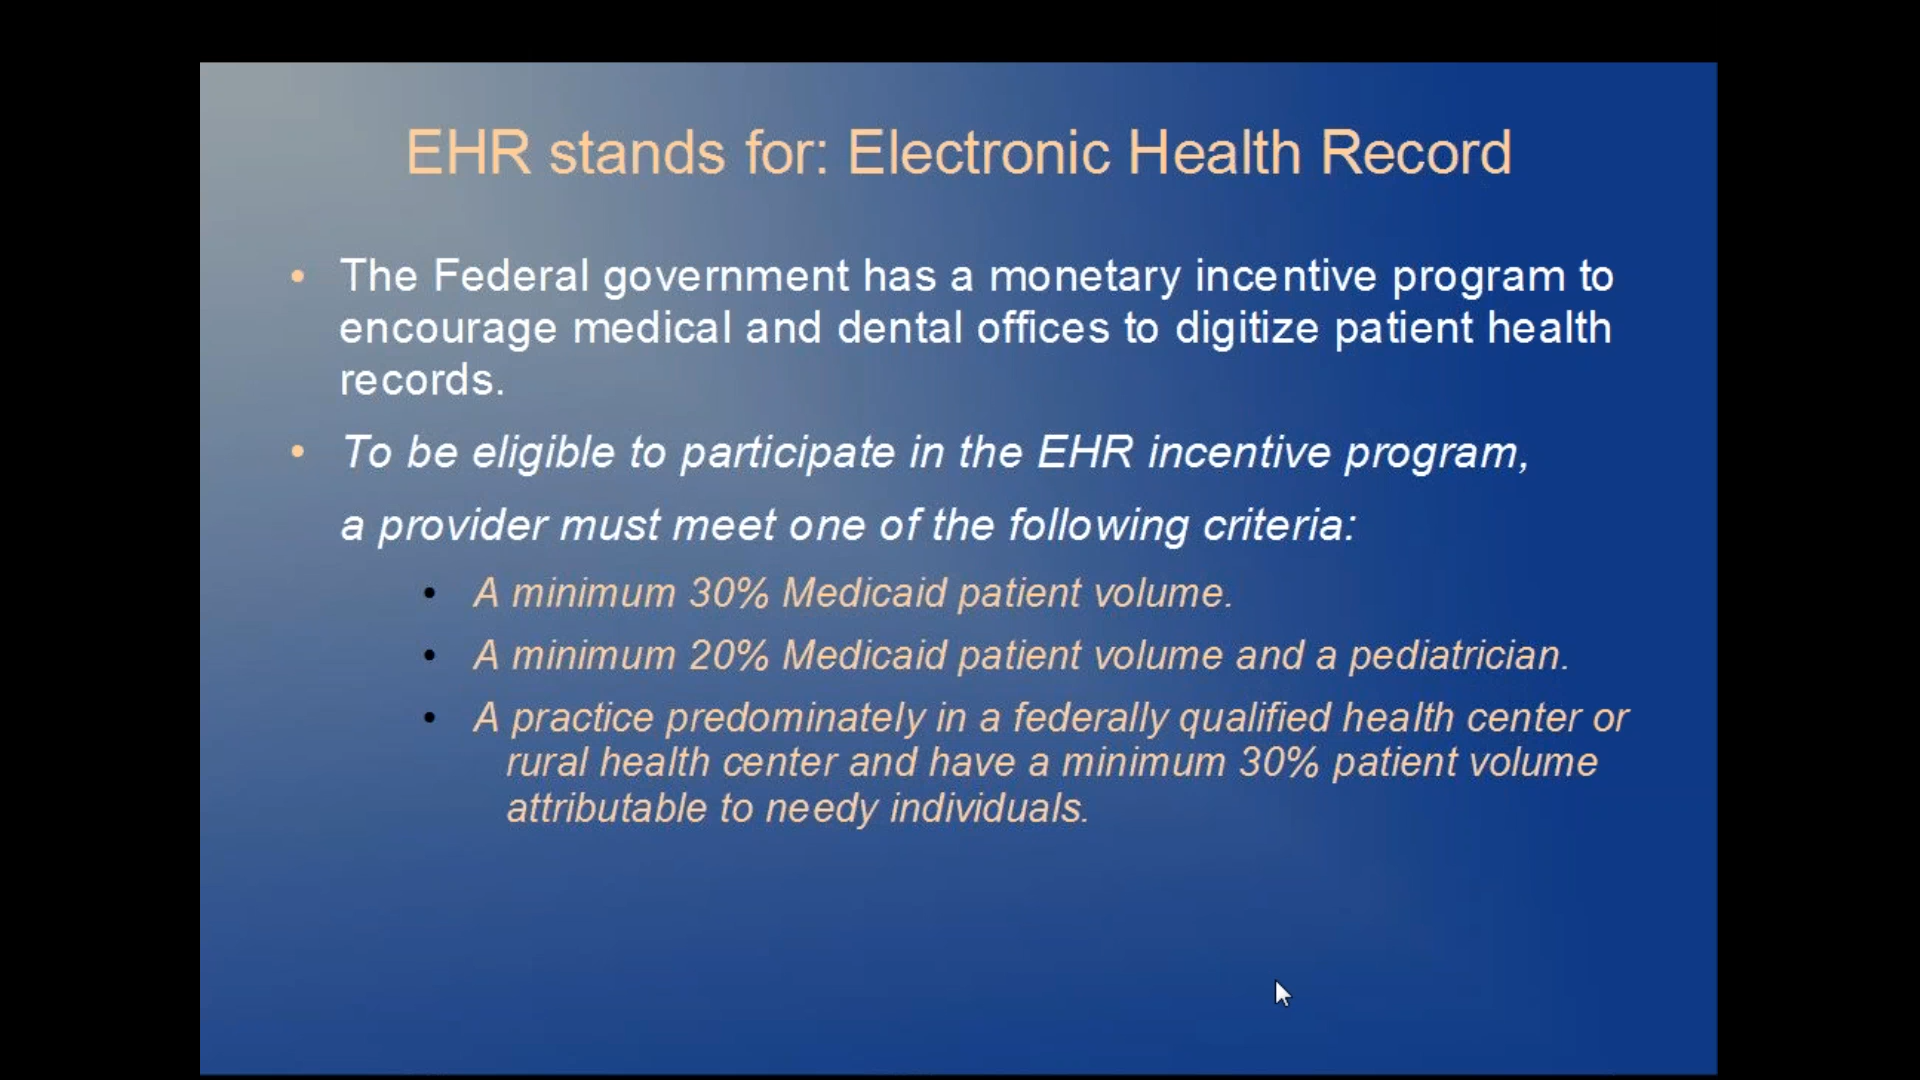 EHR stands for: Electronic Health Record
• The Federal government has a monetary incentive program to
encourage medical and dental offices to digitize patient health
records.
• To be eligible to participate in the EHR incentive program,
a provider must meet one of the following criteria:
• A minimum 30% Medicaid patient volume.
• A minimum 20% Medicaid patient volume and a pediatrician.
• A practice predominately in a federally qualified health center or
rural health center and have a minimum 30% patient volume
attributable to needy individuals.